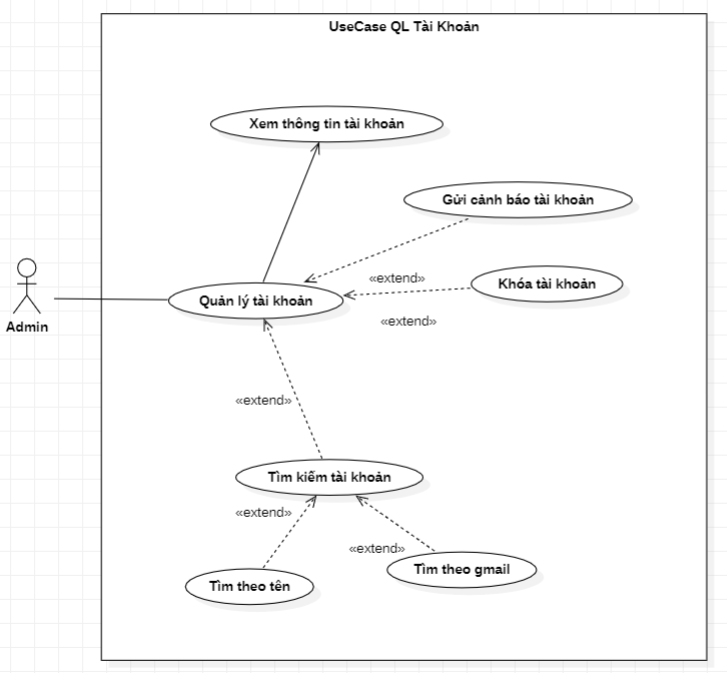 UseCase QL Tài Khoản
Xem thông tin tài khoản
Gửi cảnh báo tài khoản
«extend»
Khóa tài khoản
Quản lý tài khoản
«extend»
Admin
«extend»
Tìm kiếm tài khoản
«extend»
«extend»
Tìm theo gmail
Tìm theo tên